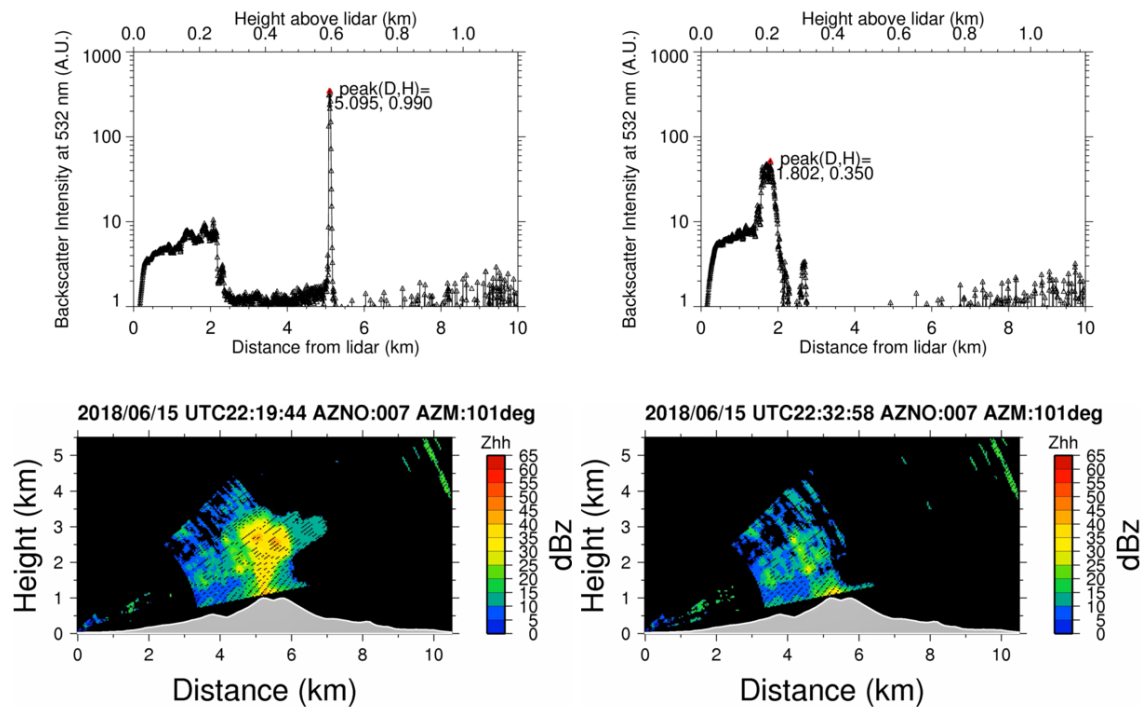 Height above lidar (km)
0.0 0.2 0.4 0.6 0.8 1.0
1000
100
10
1
Backscatter Intensity at 532 nm (A.U.)
peak(D,H)=
5.095, 0.990
0 2 4 6 8 10
Distance from lidar (km)
Height above lidar (km)
0.0 0.2 0.4 0.6 0.8 1.0
1000
100
10
1
Backscatter Intensity at 532 nm (A.U.)
peak(D,H)=
1.802, 0.350
0 2 4 6 8 10
Distance from lidar (km)
2018/06/15 UTC22:19:44 AZNO:007 AZM:101deg
Height (km)
5
4
3
2
1
0
0 2 4 6 8 10
Distance (km)
Zhh
65
60
55
50
45
40
35
30
25
20
15
10
5
0
dBz
2018/06/15 UTC22:32:58 AZNO:007 AZM:101deg
Height (km)
5
4
3
2
1
0
0 2 4 6 8 10
Distance (km)
Zhh
65
60
55
50
45
40
35
30
25
20
15
10
5
0
dBz